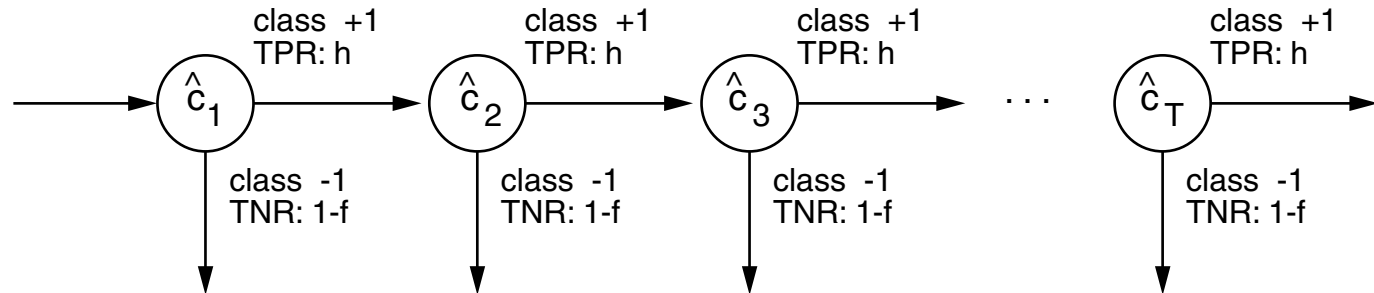 class +1
TPR: h
class +1
TPR: h
class +1
TPR: h
class +1
TPR: h
ĉ1
ĉ2
ĉ3
. . .
ĉT
class -1
TNR: 1-f
class -1
TNR: 1-f
class -1
TNR: 1-f
class -1
TNR: 1-f